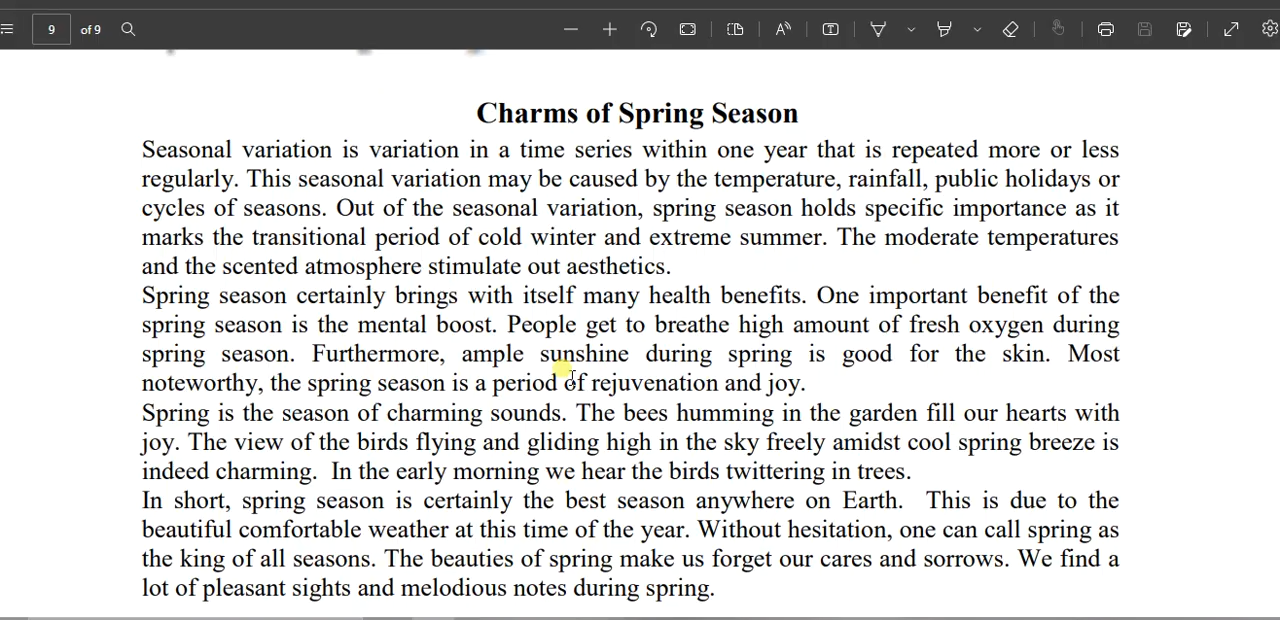 9 of 9
Charms of Spring Season
Seasonal variation is variation in a time series within one year that is repeated more or less
regularly. This seasonal variation may be caused by the temperature, rainfall, public holidays or
cycles of seasons. Out of the seasonal variation, spring season holds specific importance as it
marks the transitional period of cold winter and extreme summer. The moderate temperatures
and the scented atmosphere stimulate out aesthetics.
Spring season certainly brings with itself many health benefits. One important benefit of the
spring season is the mental boost. People get to breathe high amount of fresh oxygen during
spring season. Furthermore, ample sunshine during spring is good for the skin. Most
noteworthy, the spring season is a period of rejuvenation and joy.
Spring is the season of charming sounds. The bees humming in the garden fill our hearts with
joy. The view of the birds flying and gliding high in the sky freely amidst cool spring breeze is
indeed charming. In the early morning we hear the birds twittering in trees.
In short, spring season is certainly the best season anywhere on Earth. This is due to the
beautiful comfortable weather at this time of the year. Without hesitation, one can call spring as
the king of all seasons. The beauties of spring make us forget our cares and sorrows. We find a
lot of pleasant sights and melodious notes during spring.